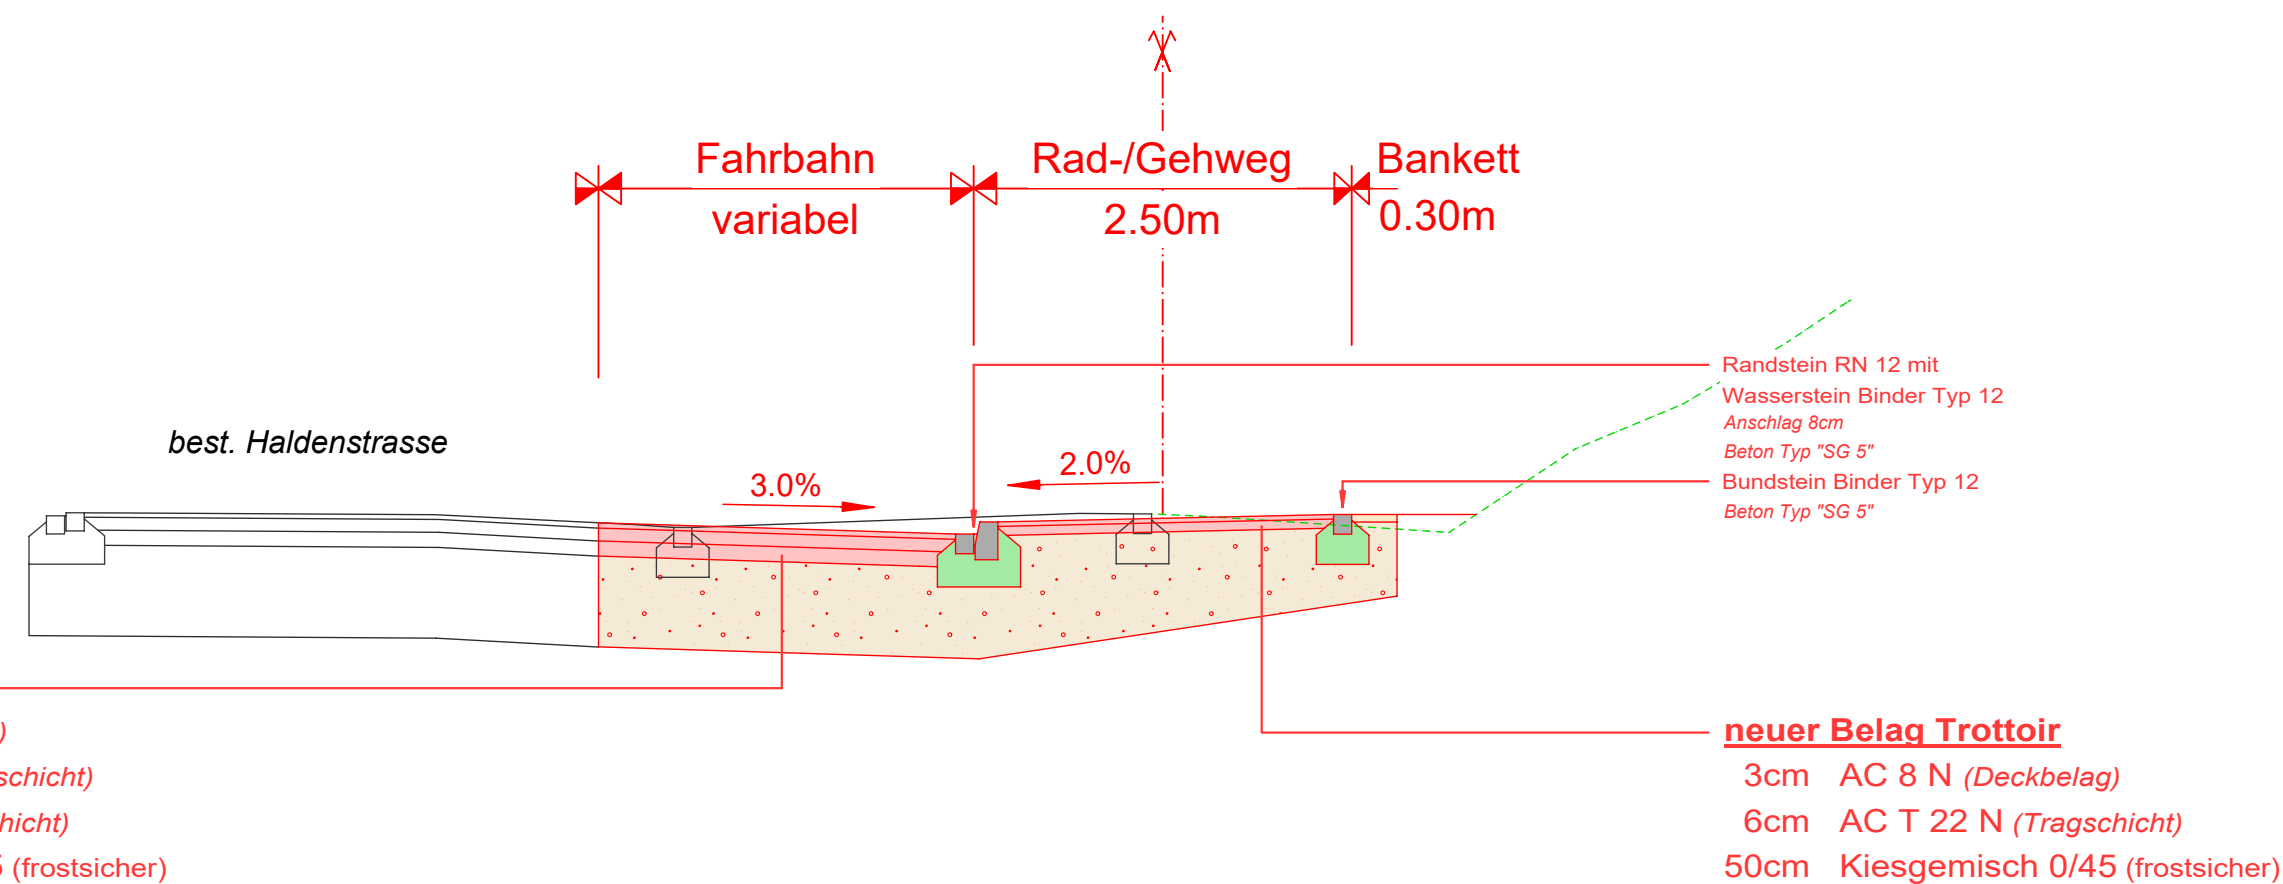 Fahrbahn
variabel
Rad-/Gehweg
2.50m
Bankett
0.30m
Randstein RN 12 mit
Wasserstein Binder Typ 12
Anschlag 8cm
Beton Typ "SG 5"
Bundstein Binder Typ 12
Beton Typ "SG 5"
best. Haldenstrasse
3.0%
2.0%
schicht)
hicht)
(frostsicher)
neuer Belag Trottoir
3cm AC 8 N (Deckbelag)
6cm AC T 22 N (Tragschicht)
50cm Kiesgemisch 0/45 (frostsicher)